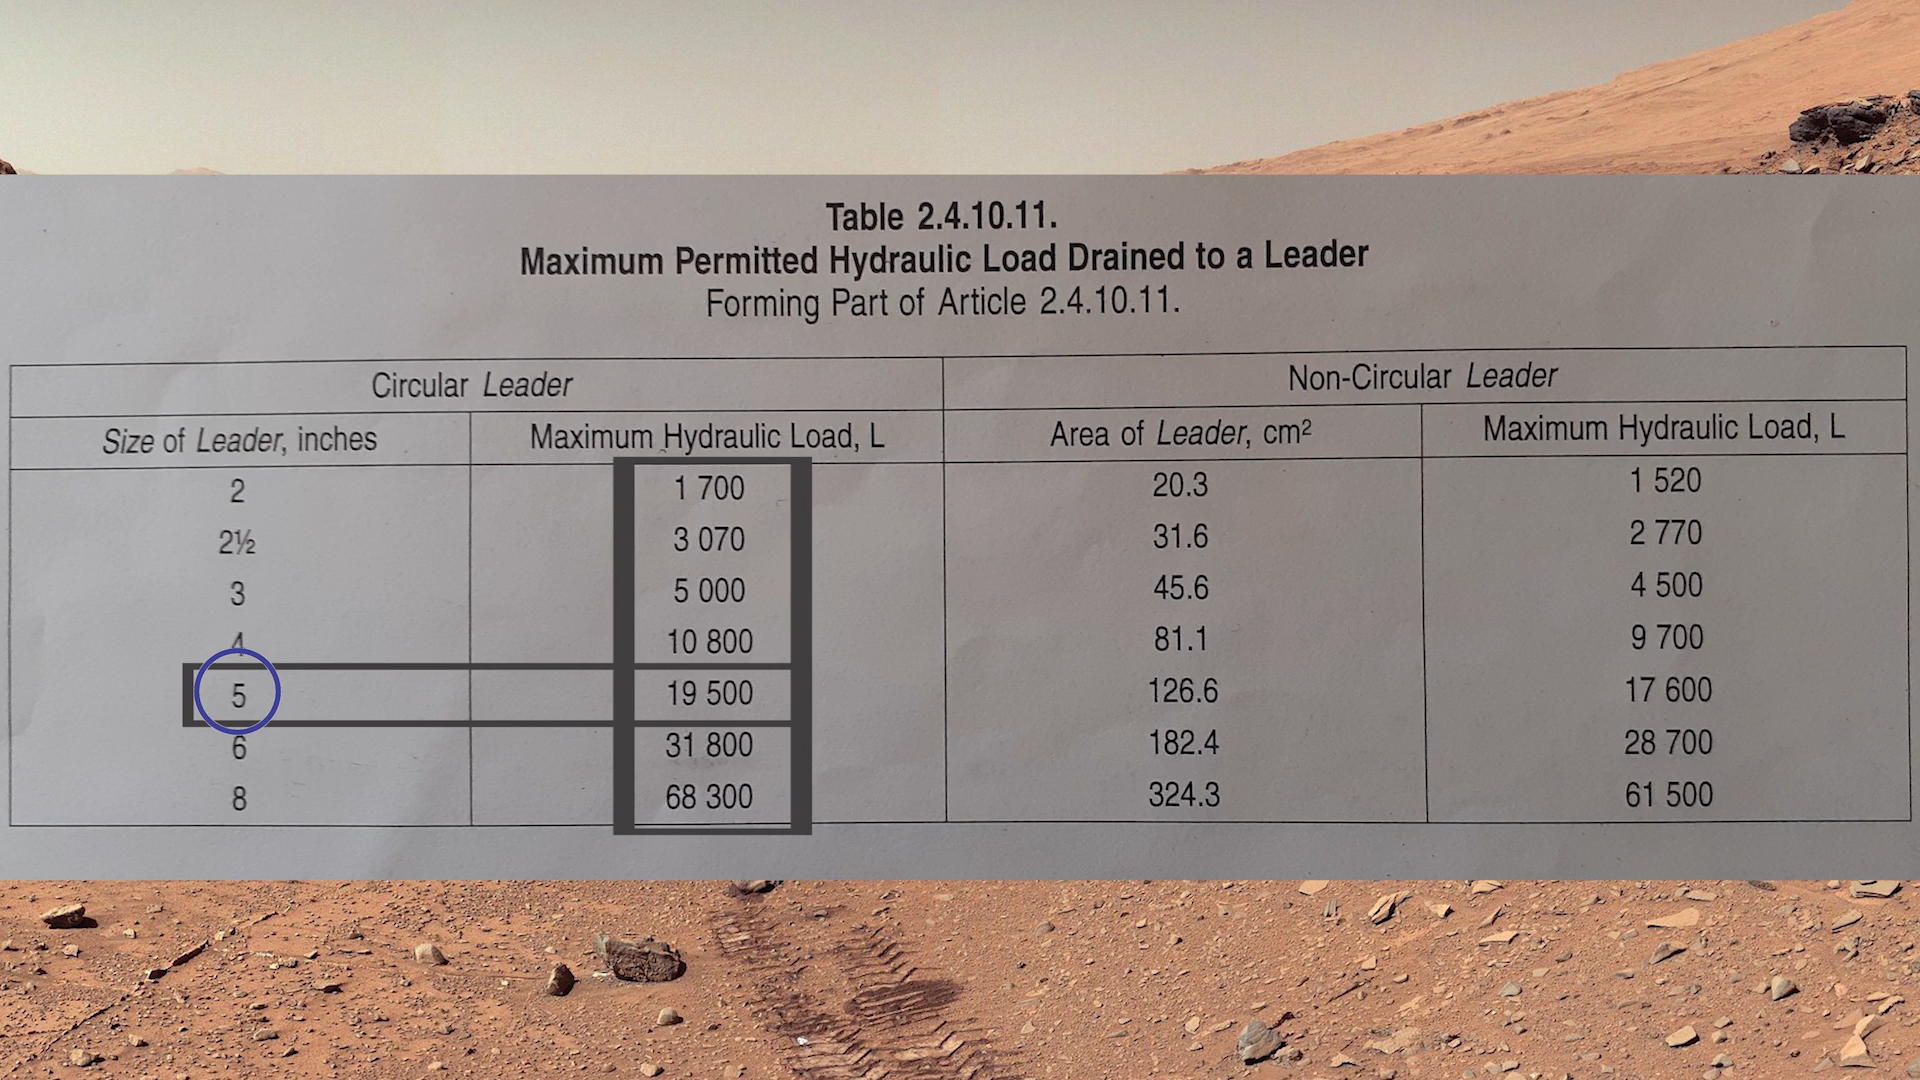 Table 2.4.10.11.
Maximum Permitted Hydraulic Load Drained to a Leader
Forming Part of Article 2.4.10.11.
Circular Leader Non-Circular Leader
Size of Leader, inches Maximum Hydraulic Load, L Area of Leader, cm² Maximum Hydraulic Load, L
2 1 700 20.3 1 520
2½ 3 070 31.6 2 770
3 5 000 45.6 4 500
4 10 800 81.1 9 700
5 19 500 126.6 17 600
6 31 800 182.4 28 700
8 68 300 324.3 61 500